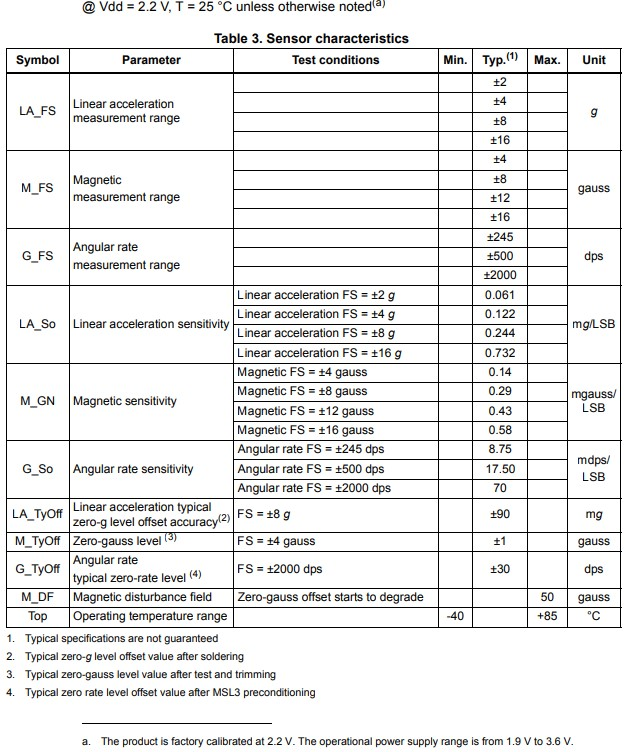 @ Vdd = 2.2 V, T = 25 °C unless otherwise noted(a)
Table 3. Sensor characteristics
Symbol Parameter Test conditions Min. Typ.(1) Max. Unit
LA_FS Linear acceleration measurement range ±2 g
±4
±8
±16
M_FS Magnetic measurement range ±4 gauss
±8
±12
±16
G_FS Angular rate measurement range ±245 dps
±500
±2000
LA_So Linear acceleration sensitivity Linear acceleration FS = ±2 g 0.061 mg/LSB
Linear acceleration FS = ±4 g 0.122
Linear acceleration FS = ±8 g 0.244
Linear acceleration FS = ±16 g 0.732
M_GN Magnetic sensitivity Magnetic FS = ±4 gauss 0.14 mgauss/LSB
Magnetic FS = ±8 gauss 0.29
Magnetic FS = ±12 gauss 0.43
Magnetic FS = ±16 gauss 0.58
G_So Angular rate sensitivity Angular rate FS = ±245 dps 8.75 mdps/LSB
Angular rate FS = ±500 dps 17.50
Angular rate FS = ±2000 dps 70
LA_TyOff Linear acceleration typical zero-g level offset accuracy(2) FS = ±8 g ±90 mg
M_TyOff Zero-gauss level (3) FS = ±4 gauss ±1 gauss
G_TyOff Angular rate typical zero-rate level (4) FS = ±2000 dps ±30 dps
M_DF Magnetic disturbance field Zero-gauss offset starts to degrade 50 gauss
Top Operating temperature range -40 +85 °C
1. Typical specifications are not guaranteed
2. Typical zero-g level offset value after soldering
3. Typical zero-gauss level value after test and trimming
4. Typical zero rate level offset value after MSL3 preconditioning
a. The product is factory calibrated at 2.2 V. The operational power supply range is from 1.9 V to 3.6 V.